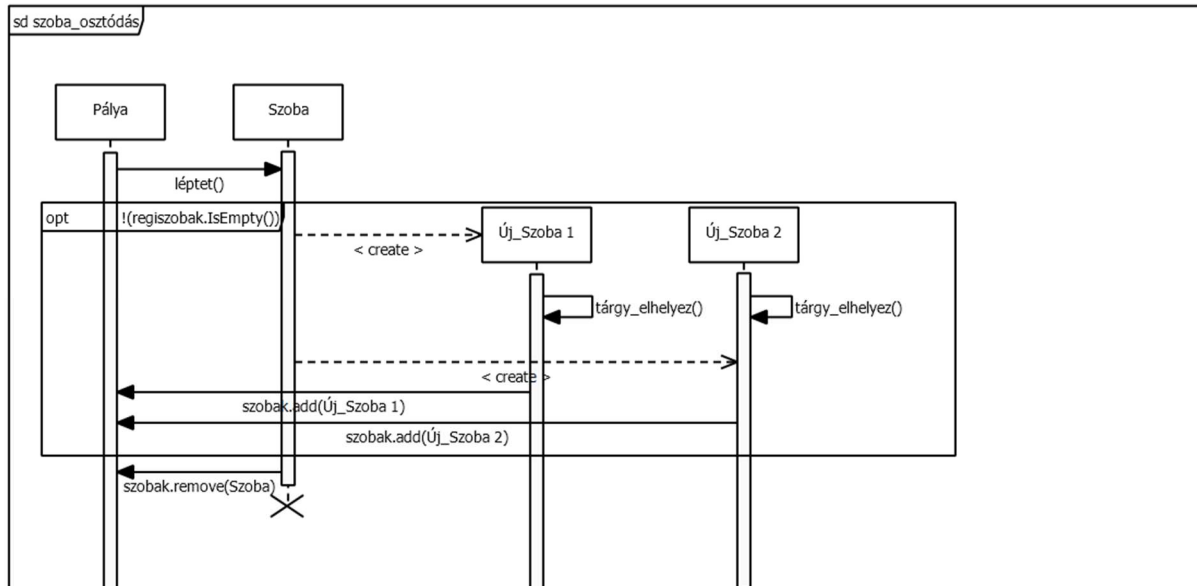 sd szoba_osztódás
Pálya
Szoba
léptet()
opt
!(regiszobak.IsEmpty())
Új_Szoba 1
Új_Szoba 2
< create >
tárgy_elhelyez()
tárgy_elhelyez()
< create >
szobak.add(Új_Szoba 1)
szobak.add(Új_Szoba 2)
szobak.remove(Szoba)